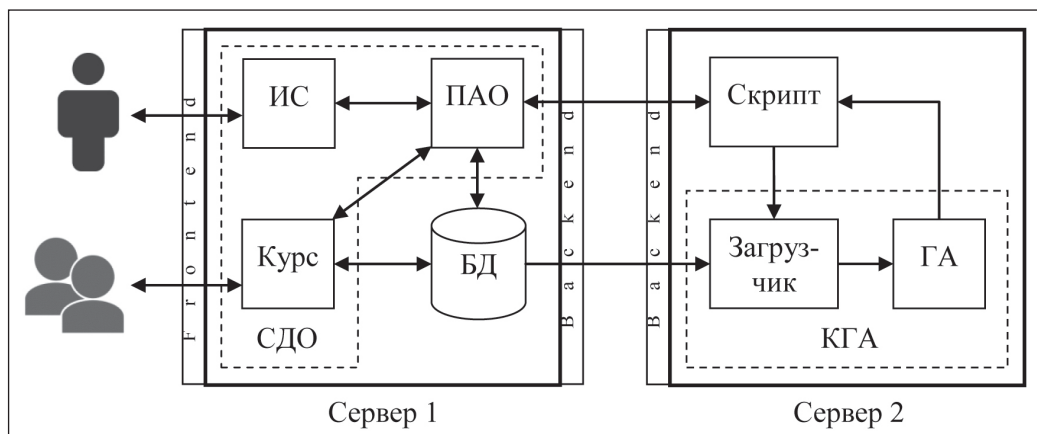 Frontend
ИС
ПАО
Курс
БД
СДО
Backend
Сервер 1
Backend
Скрипт
Загруз-
чик
ГА
КГА
Сервер 2